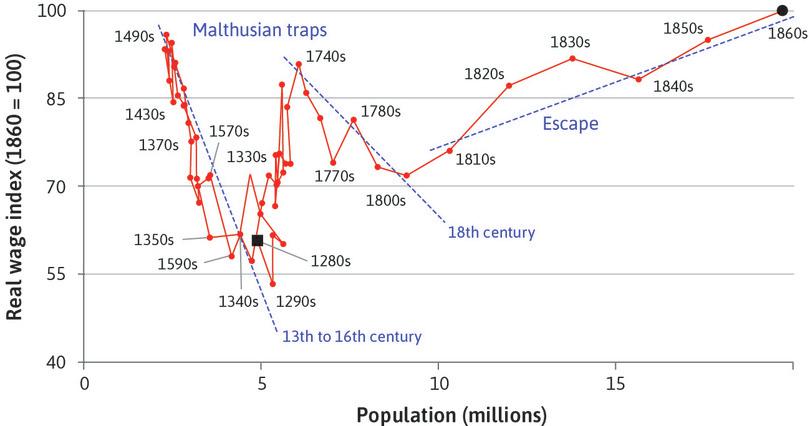 100
85
70
55
40
Real wage index (1860 = 100)
0
5
10
15
Population (millions)
Malthusian traps
1490s
1430s
1370s
1570s
1330s
1350s
1590s
1340s
1290s
1280s
13th to 16th century
1740s
1770s
1780s
1800s
18th century
1810s
1820s
1830s
1840s
1850s
1860s
Escape